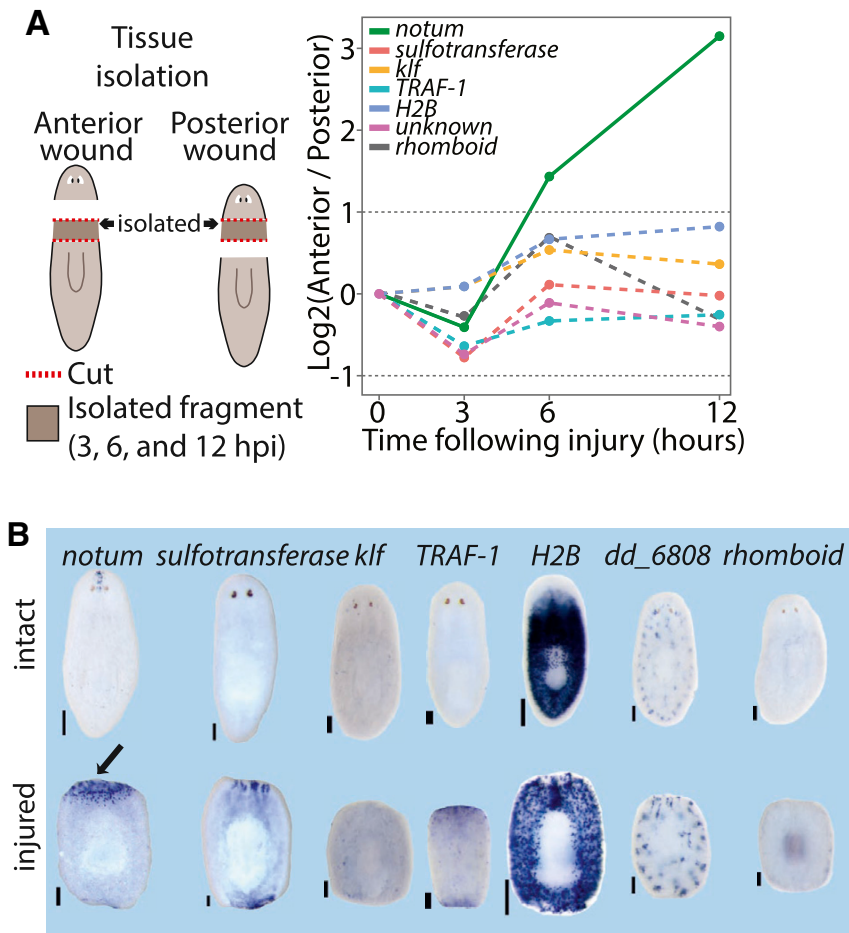 A
Tissue
isolation
Anterior
wound
Posterior
wound
isolated
Cut
Isolated fragment
(3, 6, and 12 hpi)
Log2(Anterior / Posterior)
3
2
1
0
-1
notum
sulfotransferase
klf
TRAF-1
H2B
unknown
rhomboid
0 3 6 12
Time following injury (hours)
B
notum sulfotransferase klf TRAF-1 H2B dd_6808 rhomboid
intact
injured